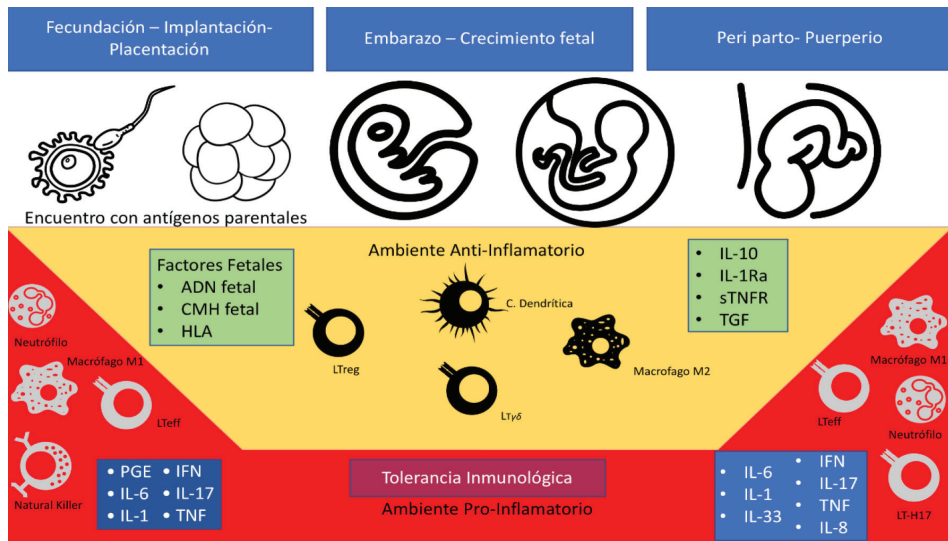 Fecundación – Implantación-
Placentación
Embarazo – Crecimiento fetal
Peri parto- Puerperio
Encuentro con antígenos parentales
Ambiente Anti-Inflamatorio
Factores Fetales
• ADN fetal
• CMH fetal
• HLA
• IL-10
• IL-1Ra
• sTNFR
• TGF
C. Dendrítica
LTreg
Macrofago M2
LTγδ
Neutrófilo
Macrófago M1
LTeff
Natural Killer
Macrófago M1
LTeff
Neutrófilo
LT-H17
• PGE • IFN
• IL-6 • IL-17
• IL-1 • TNF
Tolerancia Inmunológica
Ambiente Pro-Inflamatorio
• IL-6
• IL-1
• IL-33
• IFN
• IL-17
• TNF
• IL-8